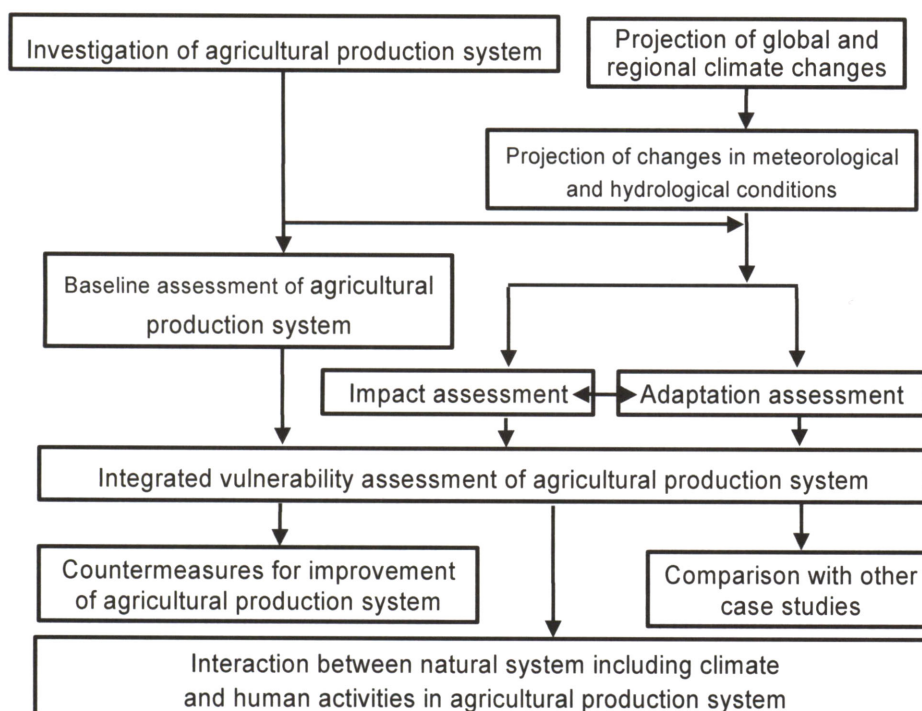 Investigation of agricultural production system
Projection of global and
regional climate changes
Projection of changes in meteorological
and hydrological conditions
Baseline assessment of agricultural
production system
Impact assessment
Adaptation assessment
Integrated vulnerability assessment of agricultural production system
Countermeasures for improvement
of agricultural production system
Comparison with other
case studies
Interaction between natural system including climate
and human activities in agricultural production system